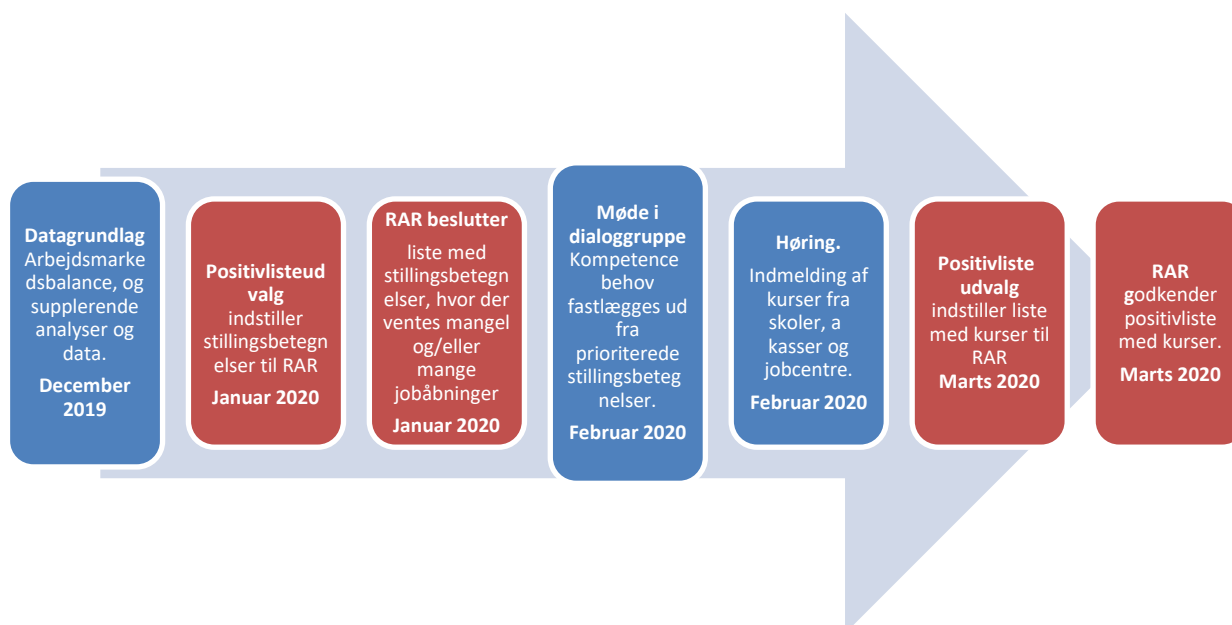 Datagrundlag
Arbejdsmarke
dsbalance, og
supplerende
analyser og
data.
December
2019
Positivlisteud
valg
indstiller
stillingsbetegn
elser til RAR
Januar 2020
RAR beslutter
liste med
stillingsbetegn
elser, hvor der
ventes mangel
og/eller
mange
jobåbninger
Januar 2020
Møde i
dialoggruppe
Kompetence
behov
fastlægges ud
fra
prioriterede
stillingsbeteg
nelser.
Februar 2020
Høring.
Indmelding af
kurser fra
skoler, a
kasser og
jobcentre.
Februar 2020
Positivliste
udvalg
indstiller liste
med kurser til
RAR
Marts 2020
RAR
godkender
positivliste
med kurser.
Marts 2020